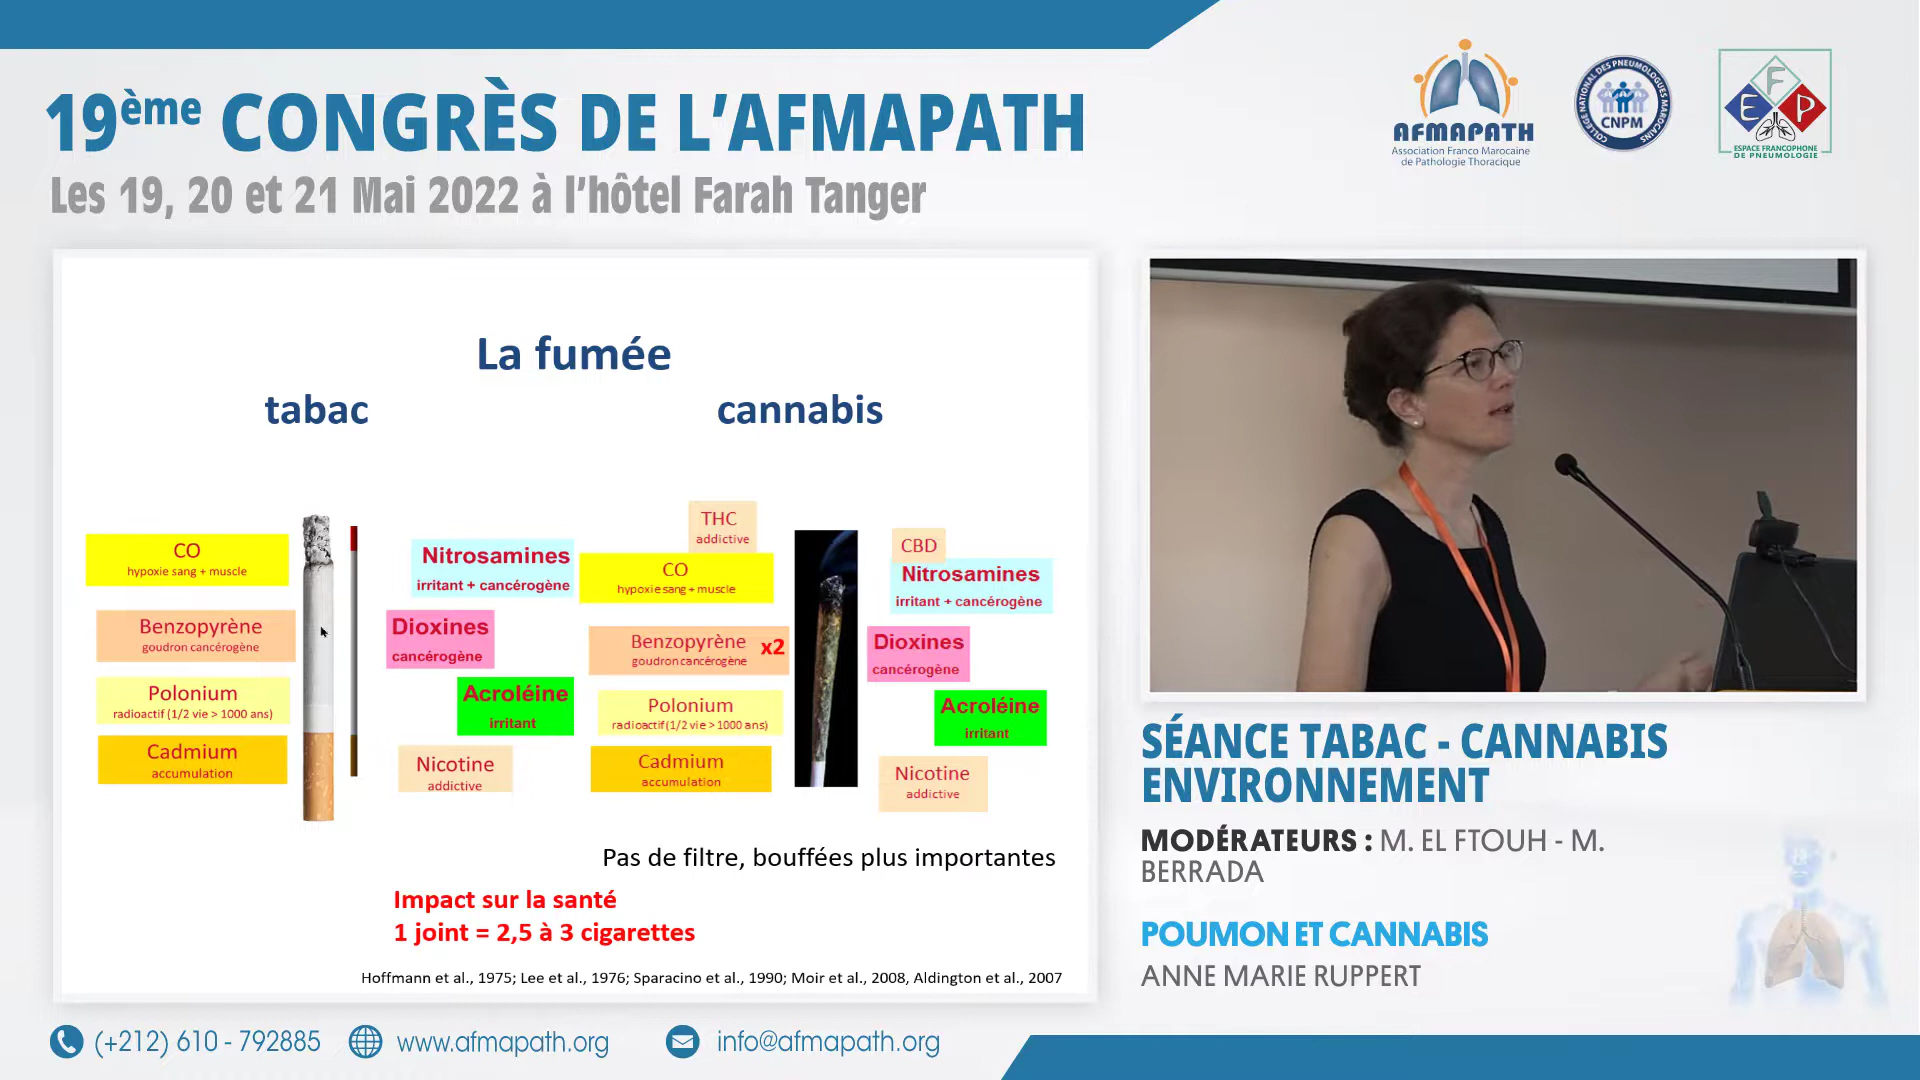 19ème CONGRÈS DE L'AFMAPATH
Les 19, 20 et 21 Mai 2022 à l'hôtel Farah Tanger
AFMAPATH
Association Franco Marocaine
de Pathologie Thoracique
COLLÈGE NATIONAL DES PNEUMOLOGUES MAROCAINS
CNPM
E F P
ESPACE FRANCOPHONE
DE PNEUMOLOGIE
La fumée
tabac
cannabis
CO
hypoxie sang + muscle
Benzopyrène
goudron cancérogène
Polonium
radioactif (1/2 vie > 1000 ans)
Cadmium
accumulation
Nitrosamines
irritant + cancérogène
Dioxines
cancérogène
Acroléine
irritant
Nicotine
addictive
THC
addictive
CO
hypoxie sang + muscle
Benzopyrène x2
goudron cancérogène
Polonium
radioactif (1/2 vie > 1000 ans)
Cadmium
accumulation
CBD
Nitrosamines
irritant + cancérogène
Dioxines
cancérogène
Acroléine
irritant
Nicotine
addictive
Pas de filtre, bouffées plus importantes
Impact sur la santé
1 joint = 2,5 à 3 cigarettes
Hoffmann et al., 1975; Lee et al., 1976; Sparacino et al., 1990; Moir et al., 2008, Aldington et al., 2007
SÉANCE TABAC - CANNABIS
ENVIRONNEMENT
MODÉRATEURS : M. EL FTOUH - M.
BERRADA
POUMON ET CANNABIS
ANNE MARIE RUPPERT
(+212) 610 - 792885
www.afmapath.org
info@afmapath.org